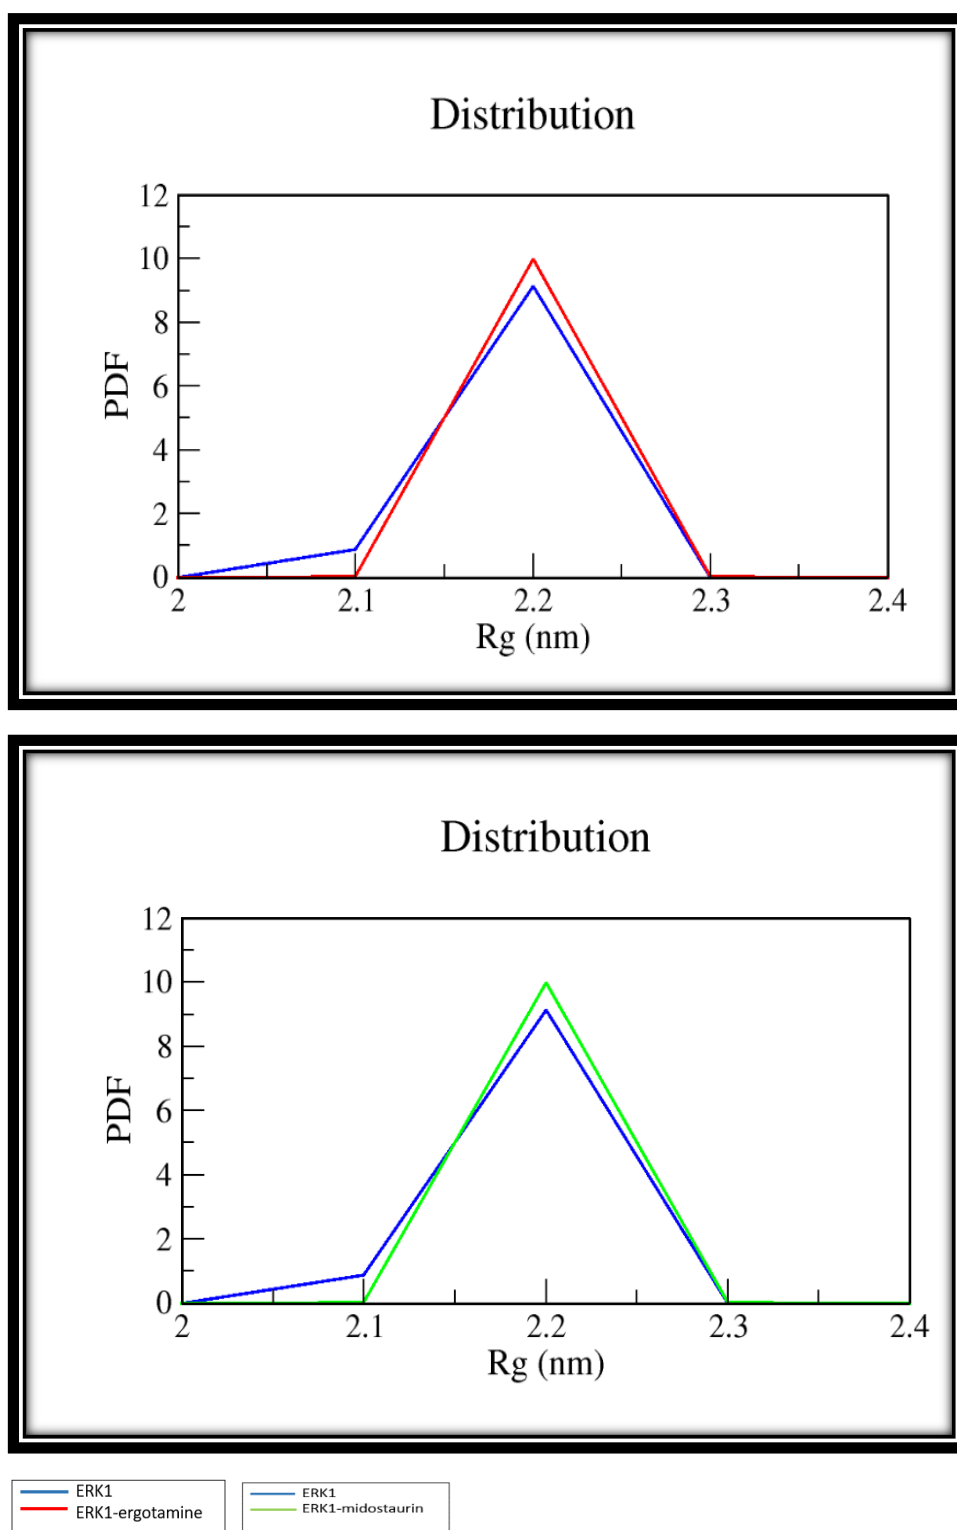 Distribution
12
10
8
6
4
2
0
PDF
2 2.1 2.2 2.3 2.4
Rg (nm)
Distribution
12
10
8
6
4
2
0
PDF
2 2.1 2.2 2.3 2.4
Rg (nm)
ERK1
ERK1-ergotamine
ERK1
ERK1-midostaurin